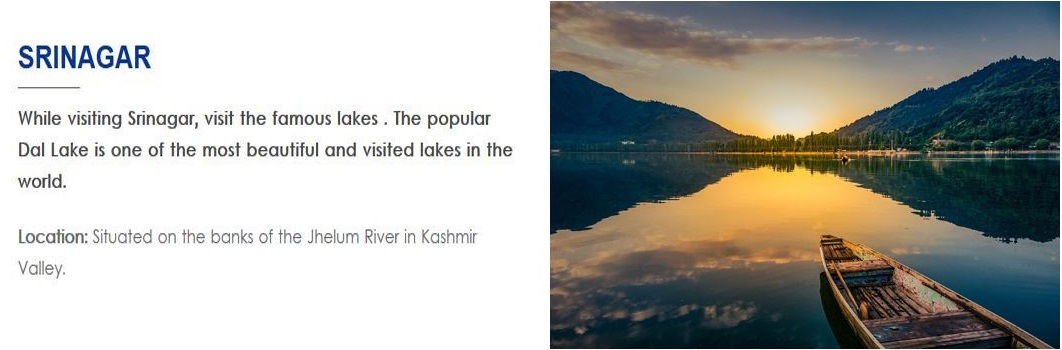 SRINAGAR
While visiting Srinagar, visit the famous lakes . The popular
Dal Lake is one of the most beautiful and visited lakes in the
world.
Location: Situated on the banks of the Jhelum River in Kashmir
Valley.